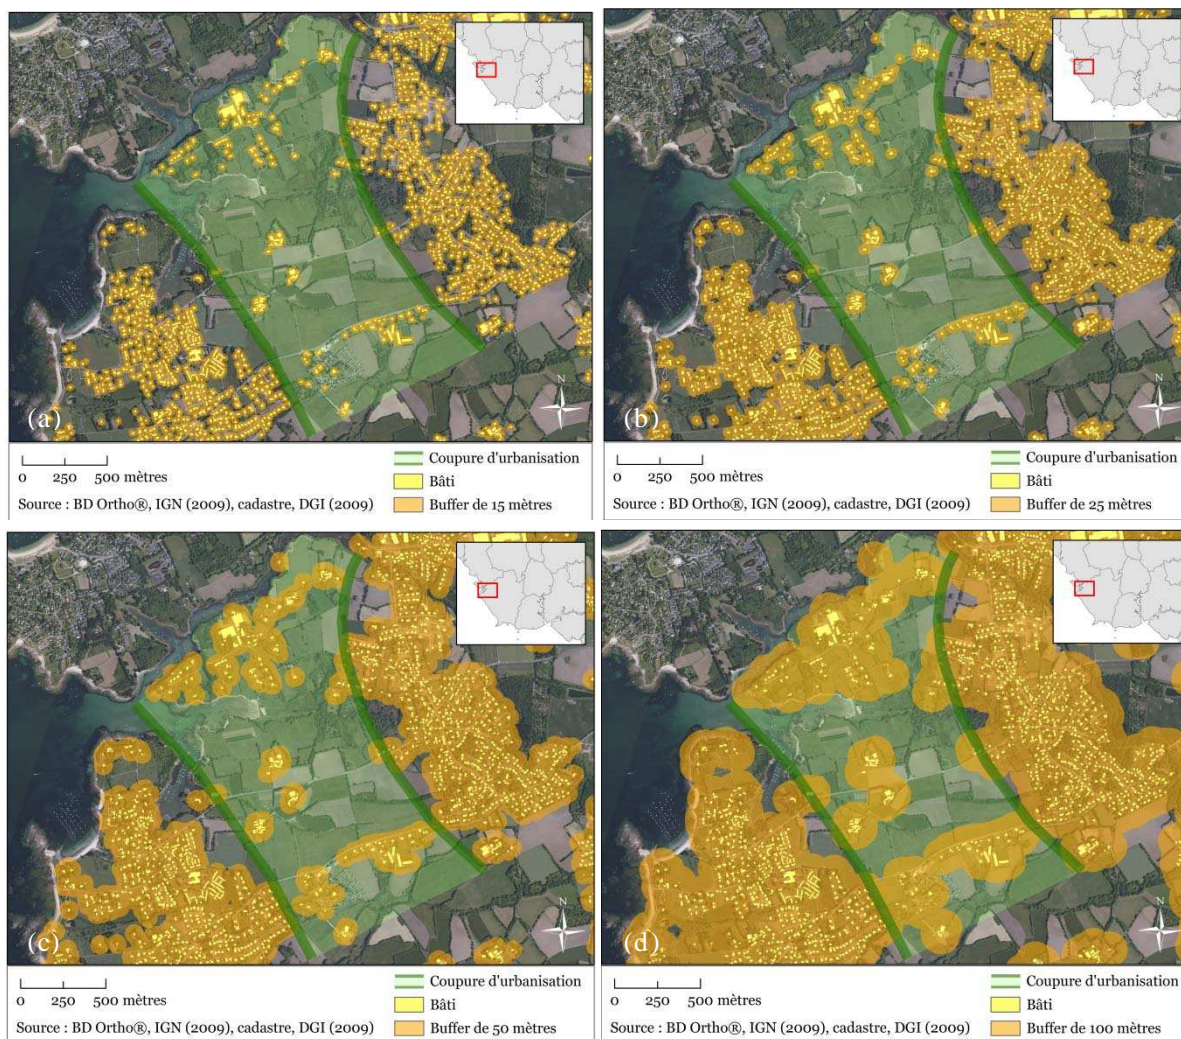 (a)
N
0 250 500 mètres
Source : BD Ortho®, IGN (2009), cadastre, DGI (2009)
Coupure d'urbanisation
Bâti
Buffer de 15 mètres
(b)
N
0 250 500 mètres
Source : BD Ortho®, IGN (2009), cadastre, DGI (2009)
Coupure d'urbanisation
Bâti
Buffer de 25 mètres
(c)
N
0 250 500 mètres
Source : BD Ortho®, IGN (2009), cadastre, DGI (2009)
Coupure d'urbanisation
Bâti
Buffer de 50 mètres
(d)
N
0 250 500 mètres
Source : BD Ortho®, IGN (2009), cadastre, DGI (2009)
Coupure d'urbanisation
Bâti
Buffer de 100 mètres